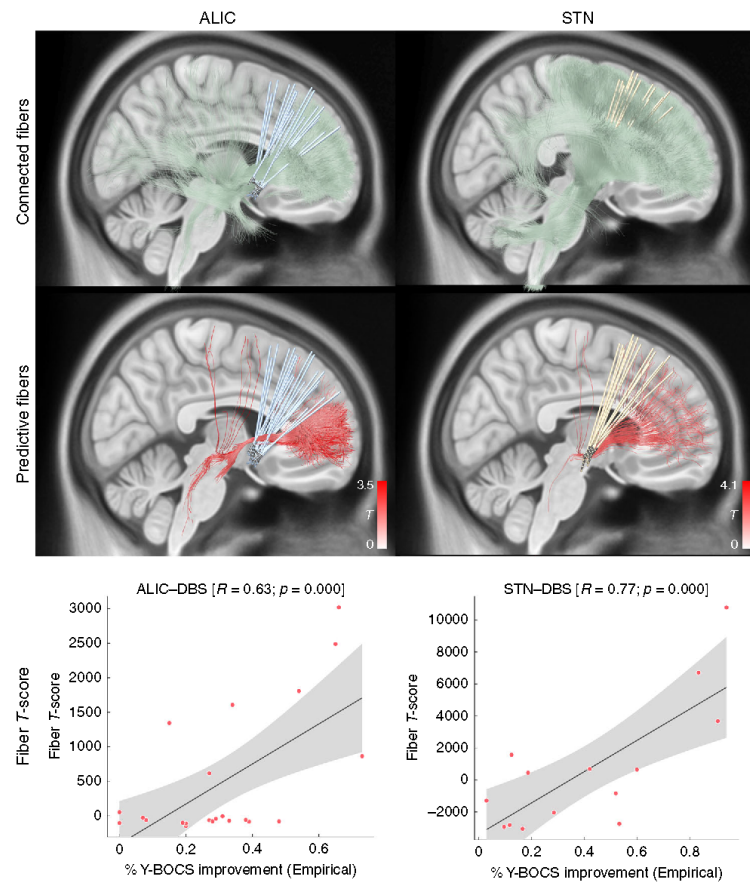 ALIC
STN
Connected fibers
Predictive fibers
3.5
T
0
4.1
T
0
ALIC–DBS [R = 0.63; p = 0.000]
STN–DBS [R = 0.77; p = 0.000]
Fiber T-score
Fiber T-score
3000
2500
2000
1500
1000
500
0
0
0.2
0.4
0.6
% Y-BOCS improvement (Empirical)
Fiber T-score
10000
8000
6000
4000
2000
0
−2000
0
0.2
0.4
0.6
0.8
% Y-BOCS improvement (Empirical)